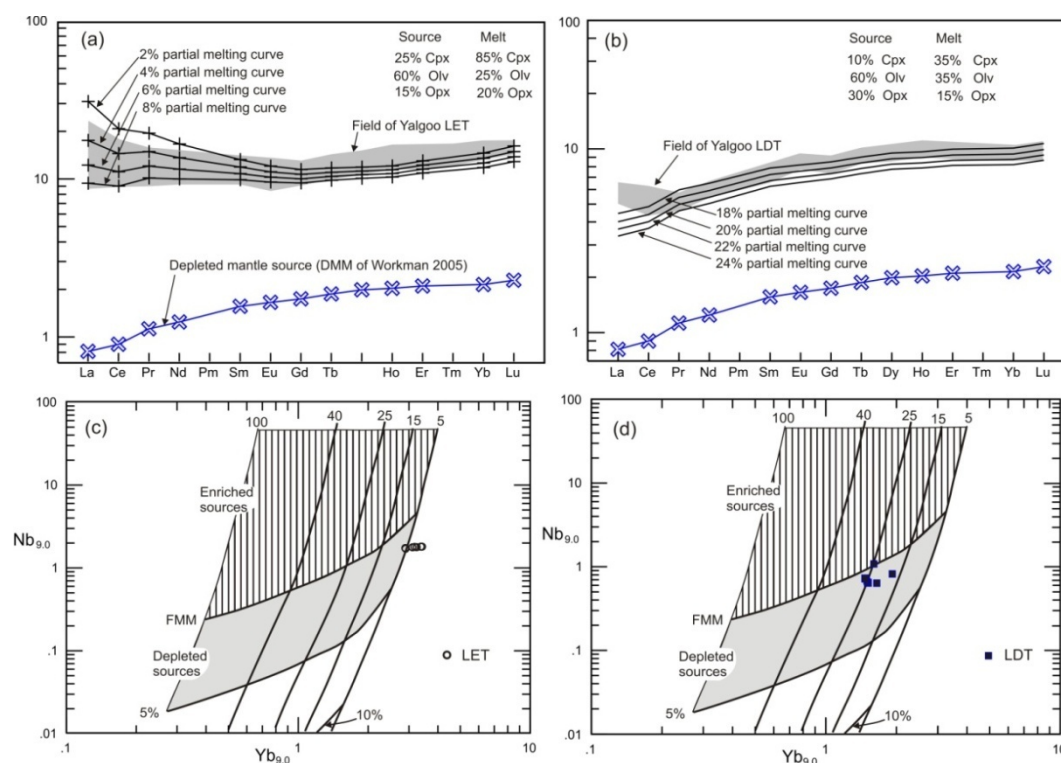 (a)
Source Melt
25% Cpx 85% Cpx
60% Olv 25% Olv
15% Opx 20% Opx
2% partial melting curve
4% partial melting curve
6% partial melting curve
8% partial melting curve
Field of Yalgoo LET
Depleted mantle source (DMM of Workman 2005)
100
10
1
La Ce Pr Nd Pm Sm Eu Gd Tb Ho Er Tm Yb Lu
(b)
Source Melt
10% Cpx 35% Cpx
60% Olv 35% Olv
30% Opx 15% Opx
Field of Yalgoo LDT
18% partial melting curve
20% partial melting curve
22% partial melting curve
24% partial melting curve
100
10
1
La Ce Pr Nd Pm Sm Eu Gd Tb Dy Ho Er Tm Yb Lu
(c)
100 40 25 15 5
Enriched sources
FMM
Depleted sources
5%
10%
LET
100
10
1
.1
.01
Nb9.0
.1 1 10
Yb9.0
(d)
100 40 25 15 5
Enriched sources
FMM
Depleted sources
5%
10%
LDT
100
10
1
.1
.01
Nb9.0
.1 1 10
Yb9.0